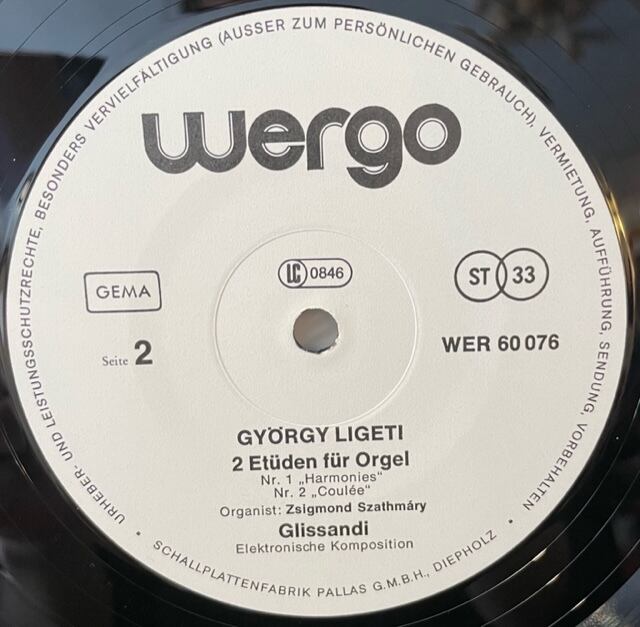 URHEBER- UND LEISTUNGSSCHUTZRECHTE, BESONDERS VERVIELFÄLTIGUNG (AUSSER ZUM PERSÖNLICHEN GEBRAUCH), VERMIETUNG, AUFFÜHRUNG, SENDUNG, VORBEHALTEN •
wergo
LC 0846
GEMA
ST 33
Seite 2
WER 60 076
GYÖRGY LIGETI
2 Etüden für Orgel
Nr. 1 „Harmonies“
Nr. 2 „Coulée“
Organist: Zsigmond Szathmáry
Glissandi
Elektronische Komposition
• SCHALLPLATTENFABRIK PALLAS G.M.B.H., DIEPHOLZ